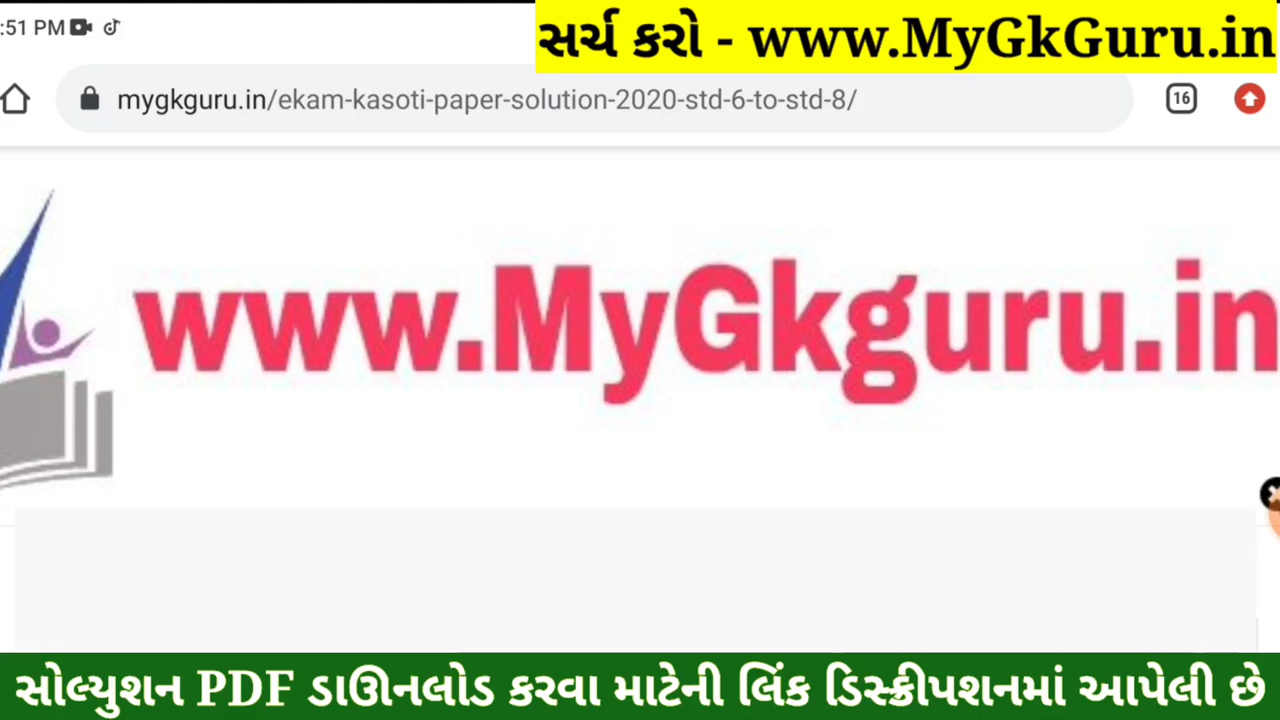 :51 PM
સર્ચ કરો - www.MyGkGuru.in
mygkguru.in/ekam-kasoti-paper-solution-2020-std-6-to-std-8/
16
www.MyGkguru.in
સોલ્યુશન PDF ડાઊનલોડ કરવા માટેની લિંક ડિસ્ક્રીપશનમાં આપેલી છે